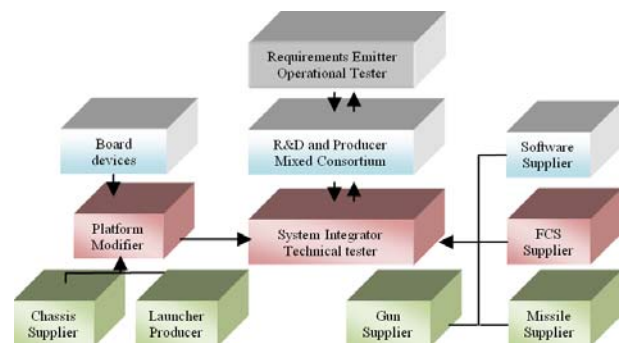 Requirements Emitter
Operational Tester
Board
devices
R&D and Producer
Mixed Consortium
Software
Supplier
Platform
Modifier
System Integrator
Technical tester
FCS
Supplier
Chassis
Supplier
Launcher
Producer
Gun
Supplier
Missile
Supplier